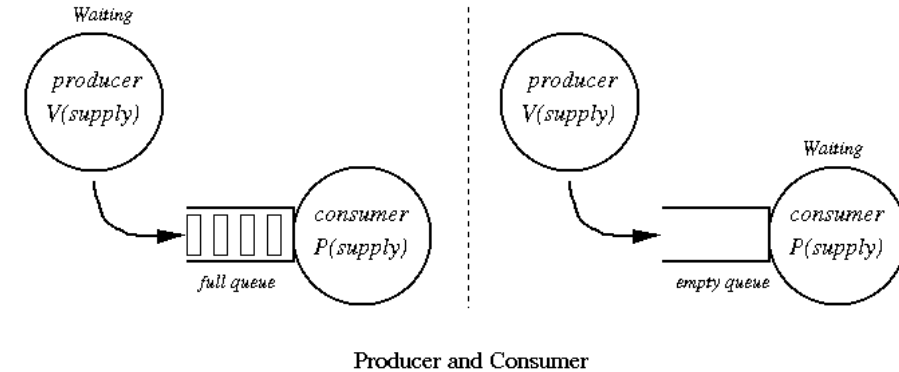 Waiting
producer
V(supply)
consumer
P(supply)
full queue
producer
V(supply)
Waiting
consumer
P(supply)
empty queue
Producer and Consumer